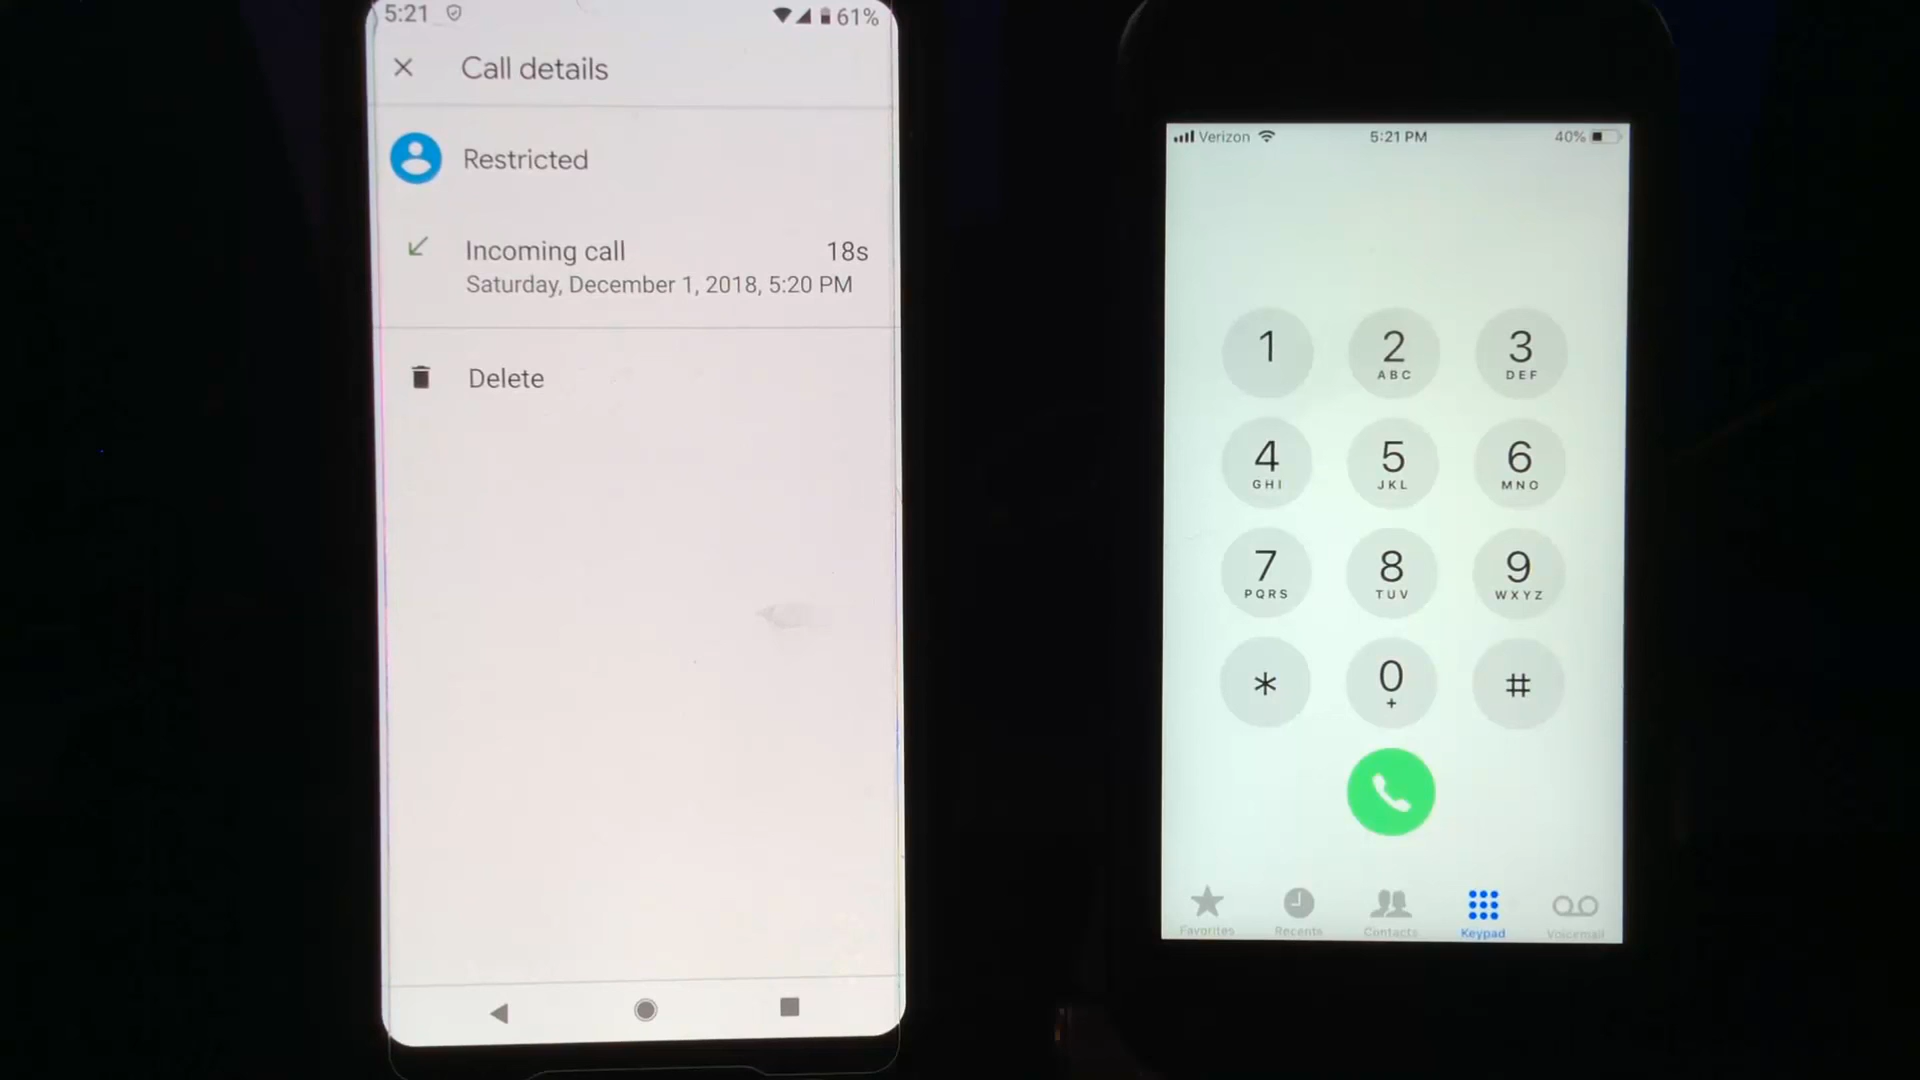 5:21
61%
Call details
Restricted
Incoming call 18s
Saturday, December 1, 2018, 5:20 PM
Delete
Verizon
5:21 PM
40%
1
2
ABC
3
DEF
4
GHI
5
JKL
6
MNO
7
PQRS
8
TUV
9
WXYZ
*
0
+
#
Favorites
Recents
Contacts
Keypad
Voicemail